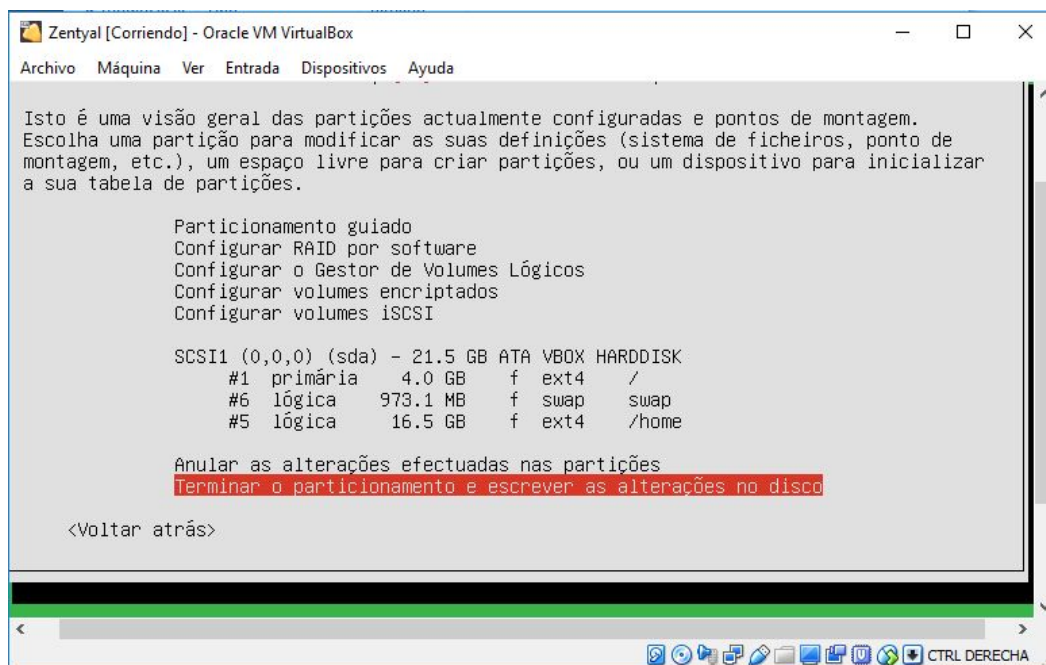 Zentyal [Corriendo] - Oracle VM VirtualBox
Archivo Máquina Ver Entrada Dispositivos Ayuda
Isto é uma visão geral das partições actualmente configuradas e pontos de montagem.
Escolha uma partição para modificar as suas definições (sistema de ficheiros, ponto de
montagem, etc.), um espaço livre para criar partições, ou um dispositivo para inicializar
a sua tabela de partições.
Particionamento guiado
Configurar RAID por software
Configurar o Gestor de Volumes Lógicos
Configurar volumes encriptados
Configurar volumes iSCSI
SCSI1 (0,0,0) (sda) - 21.5 GB ATA VBOX HARDDISK
#1 primária 4.0 GB f ext4 /
#6 lógica 973.1 MB f swap swap
#5 lógica 16.5 GB f ext4 /home
Anular as alterações efectuadas nas partições
Terminar o particionamento e escrever as alterações no disco
<Voltar atrás>
CTRL DERECHA